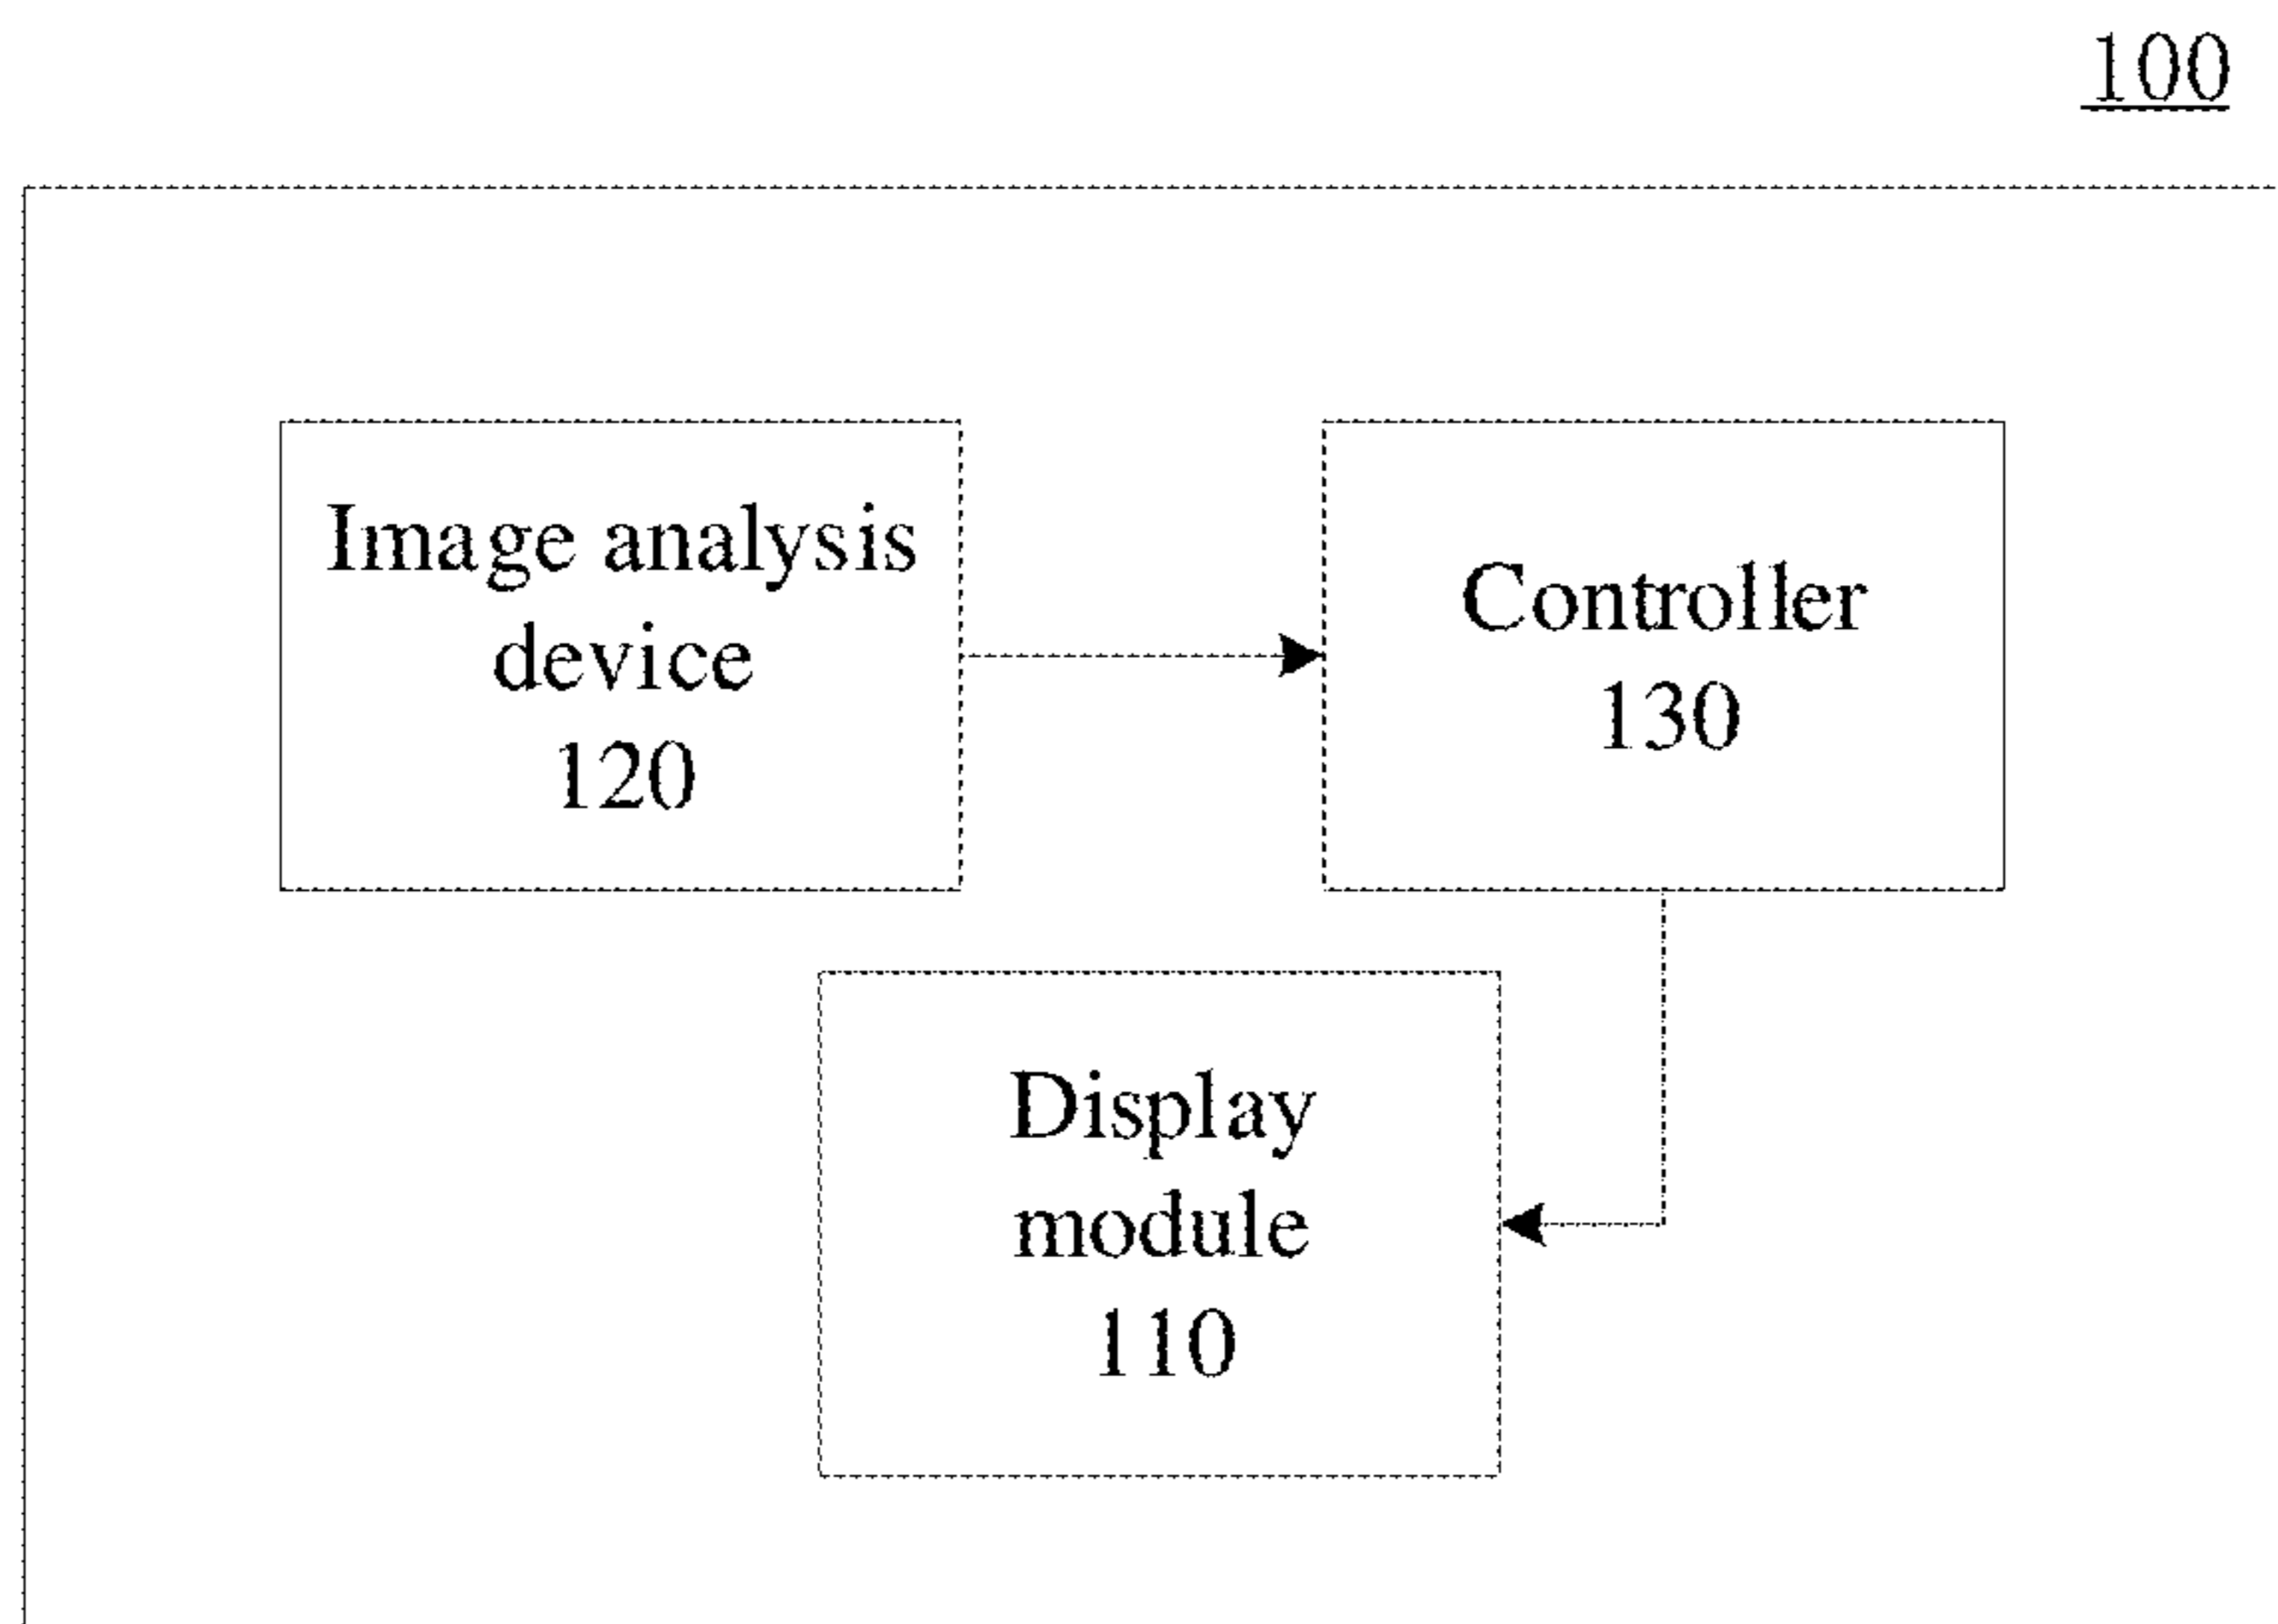 100
Image analysis
device
120
Controller
130
Display
module
110